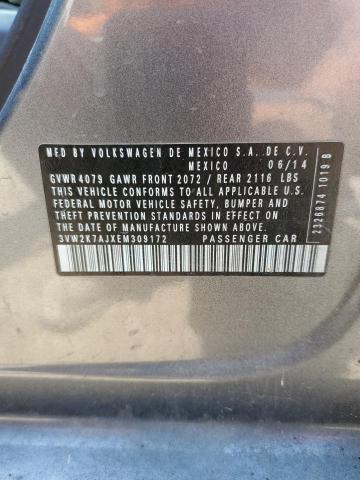 MFD BY VOLKSWAGEN DE MEXICO S.A. DE C.V.
MEXICO 06/14
GVWR 4079 GAWR FRONT 2072 / REAR 2116 LBS
THIS VEHICLE CONFORMS TO ALL APPLICABLE U.S.
FEDERAL MOTOR VEHICLE SAFETY, BUMPER AND
THEFT PREVENTION STANDARDS IN EFFECT ON
THE DATE OF MANUFACTURE SHOWN ABOVE.
3VW2K7AJXEM309172 PASSENGER CAR
2326874 1019 B